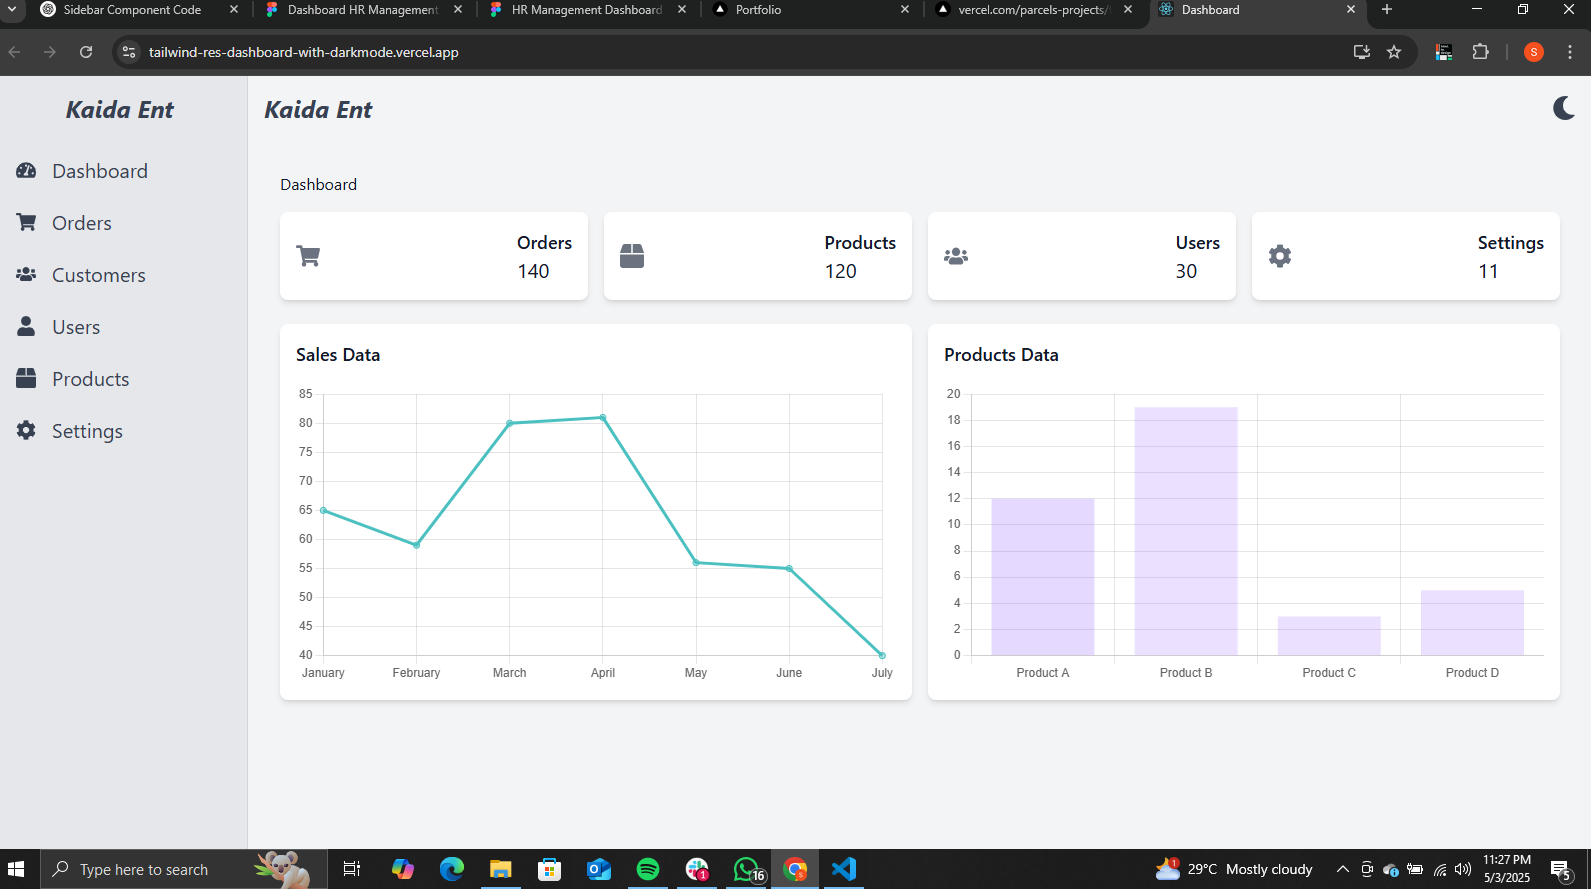 Sidebar Component Code
Dashboard HR Management
HR Management Dashboard
Portfolio
vercel.com/parcels-projects/
Dashboard
tailwind-res-dashboard-with-darkmode.vercel.app
S
Kaida Ent
Kaida Ent
Dashboard
Orders
Customers
Users
Products
Settings
Dashboard
Orders
140
Products
120
Users
30
Settings
11
Sales Data
85
80
75
70
65
60
55
50
45
40
January February March April May June July
Products Data
20
18
16
14
12
10
8
6
4
2
0
Product A Product B Product C Product D
Type here to search
1
16
1
29°C Mostly cloudy
11:27 PM
5/3/2025
5